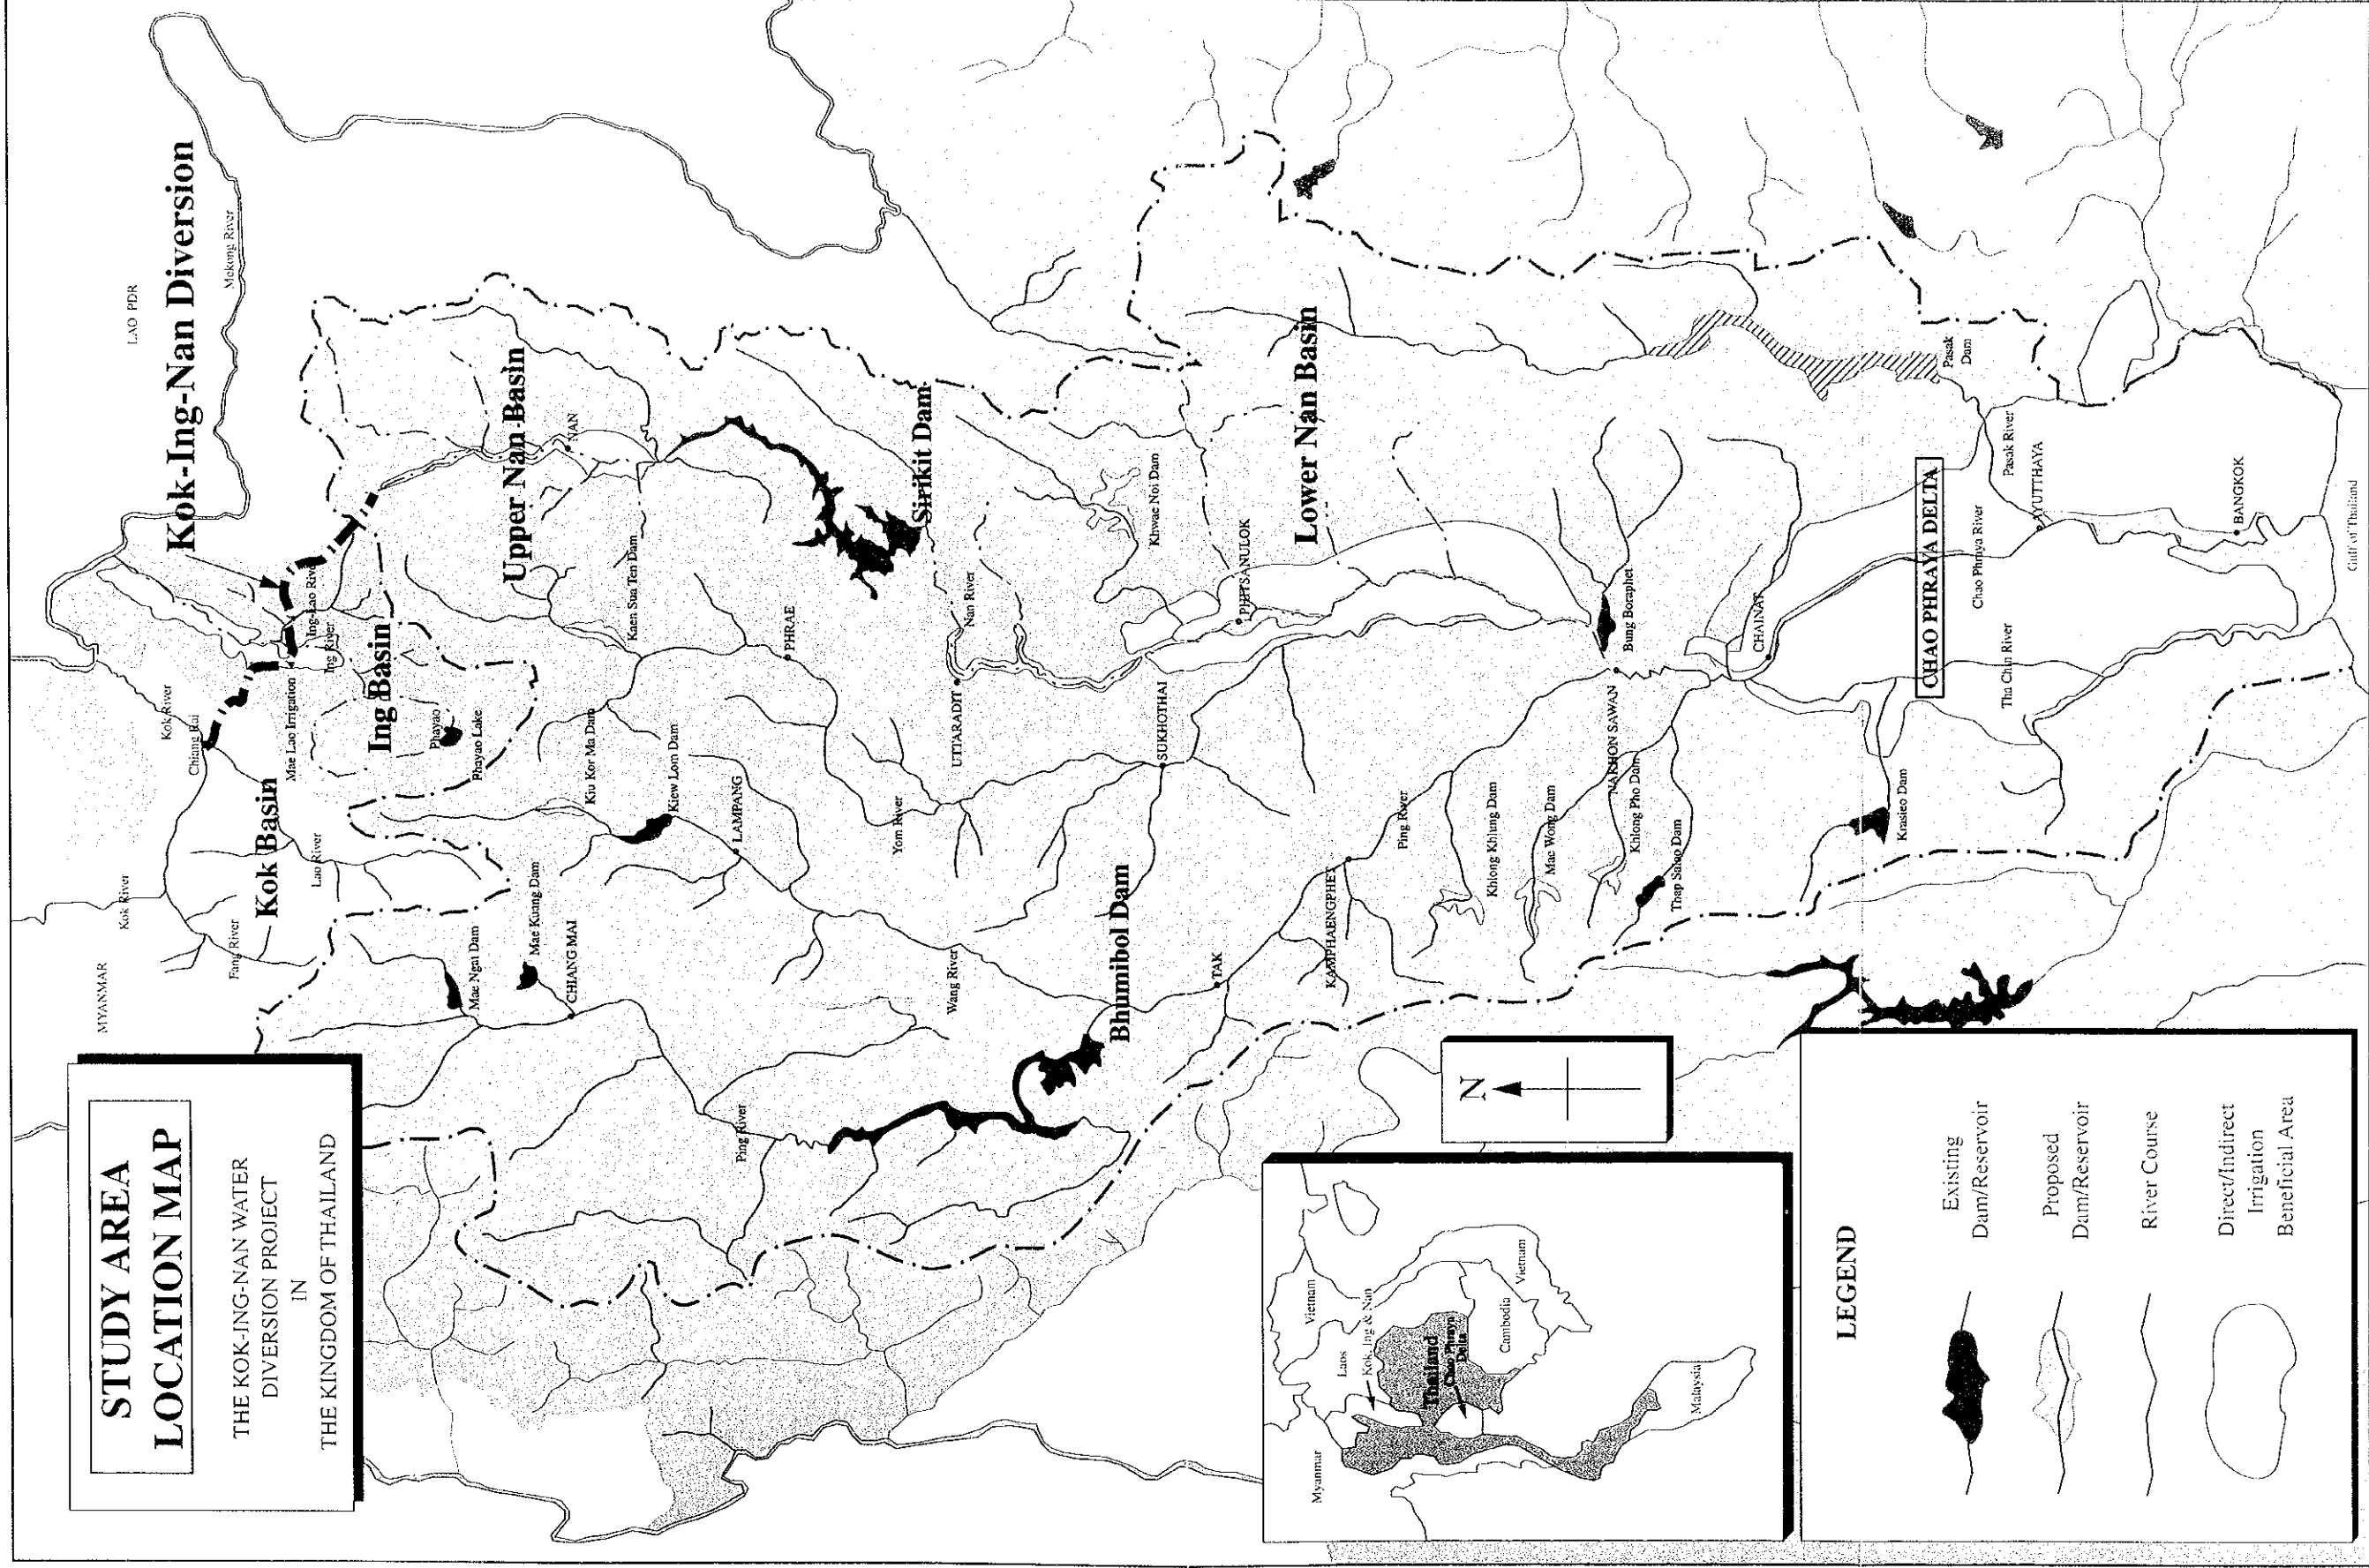 STUDY AREA
LOCATION MAP
THE KOK-ING-NAN WATER
DIVERSION PROJECT
IN
THE KINGDOM OF THAILAND
MYANMAR
LAO PDR
Kok-Ing-Nan Diversion
Mekong River
Kok River
Kok River
Chiang Rai
Fang River
Kok Basin
Lao River
Mae Lao Irrigation
Ing River
Ing-Lao River
Ing Basin
Phayao
Phayao Lake
Upper Nan Basin
NAN
Mae Ngat Dam
Mae Kuang Dam
CHIANG MAI
Kiu Kor Ma Dam
Kiew Lom Dam
Kaen Sua Ten Dam
LAMPANG
PHRAE
Ping River
Yom River
Wang River
Sirikit Dam
UTTARADIT
Nan River
Bhumibol Dam
Khwae Noi Dam
SUKHOTHAI
TAK
PHITSANULOK
Lower Nan Basin
KAMPHAENGPHET
Ping River
Khlong Khlung Dam
Mae Wong Dam
NAKHON SAWAN
Khlong Pho Dam
Thap Salao Dam
Bung Boraphet
CHAINAT
Krasieo Dam
CHAO PHRAYA DELTA
Pasak
Dam
Chao Phraya River
Tha Chin River
Pasak River
AYUTTHAYA
BANGKOK
Gulf of Thailand
N
Myanmar
Vietnam
Laos
Kok, Ing & Nan
Thailand
Chao Phraya
Delta
Cambodia
Vietnam
Malaysia
LEGEND
Existing
Dam/Reservoir
Proposed
Dam/Reservoir
River Course
Direct/Indirect
Irrigation
Beneficial Area